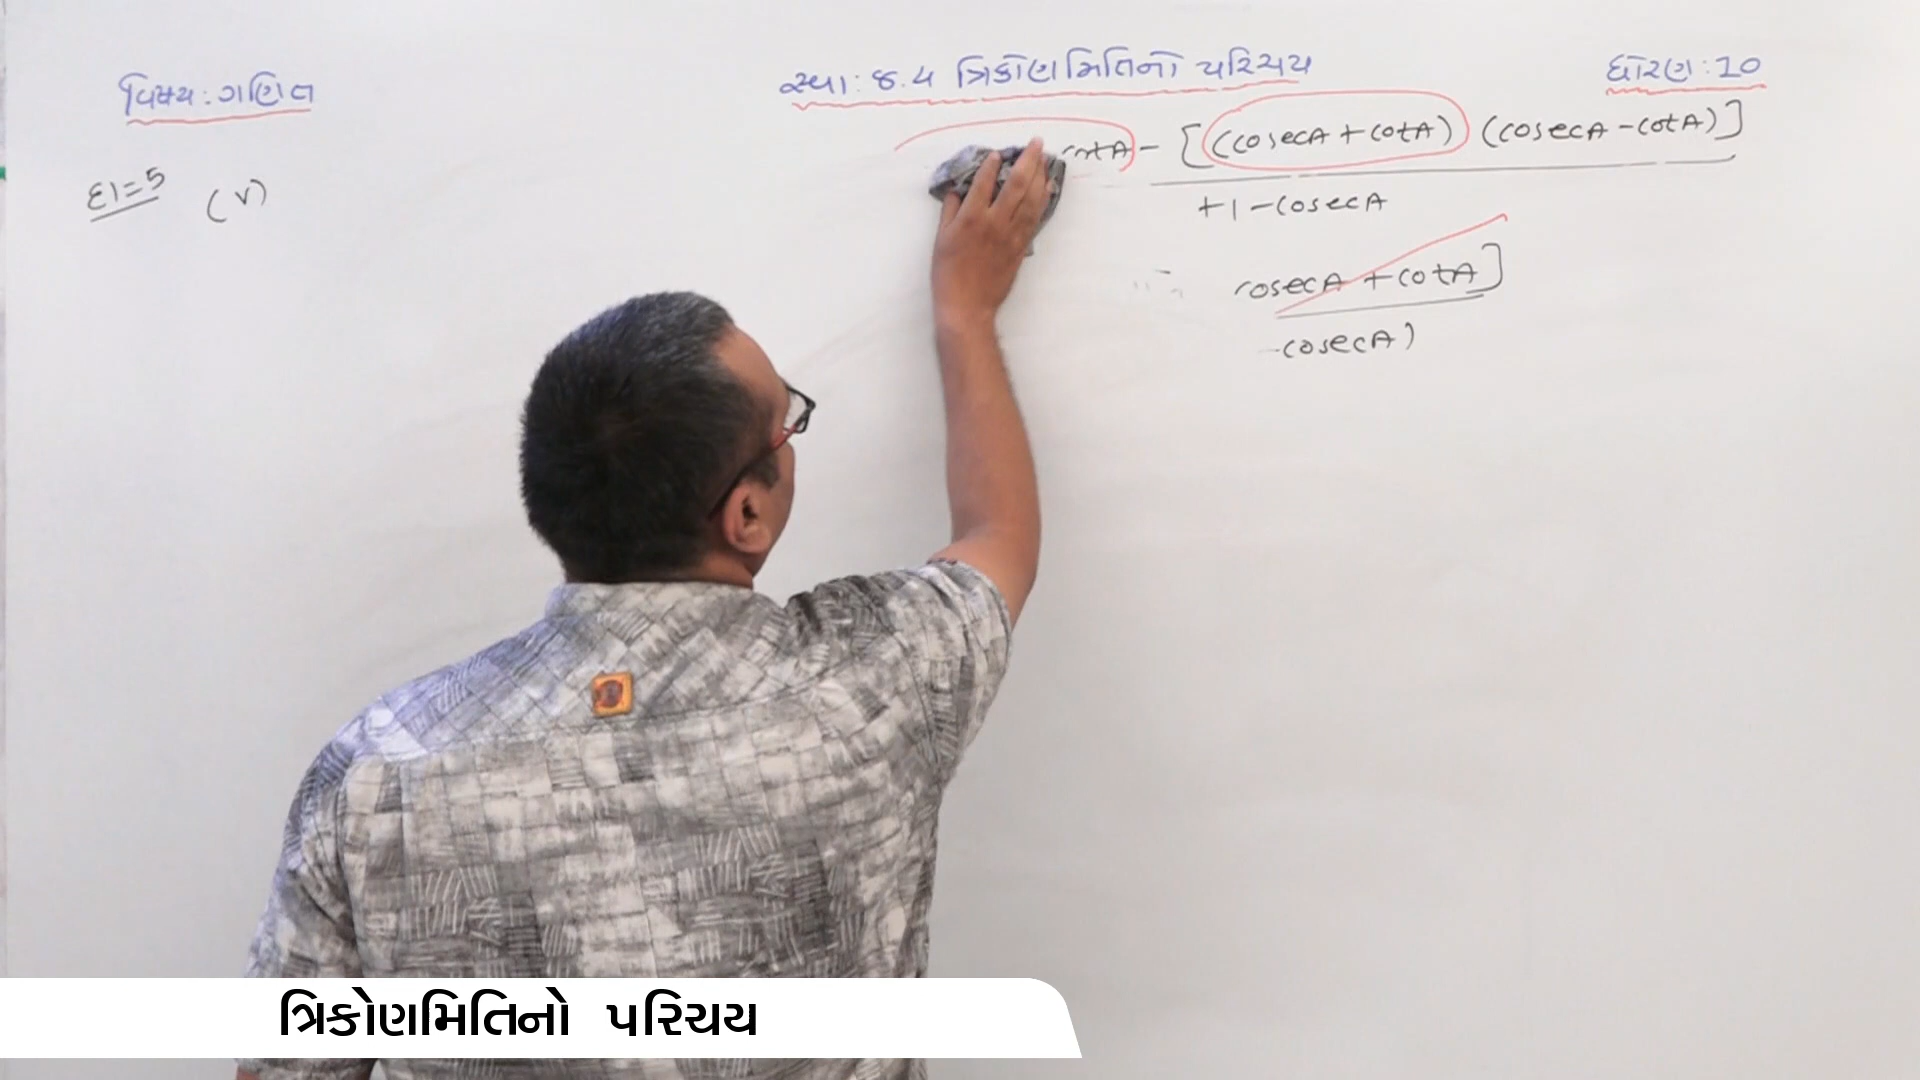 વિષય : ગણિત
સ્વા : 8.4 ત્રિકોણમિતિનો પરિચય
ધોરણ : 10
દા = 5 (v)
cotA - [(cosecA + cotA) (cosecA - cotA)]
+1 - cosecA
cosecA + cotA]
-cosecA)
ત્રિકોણમિતિનો પરિચય